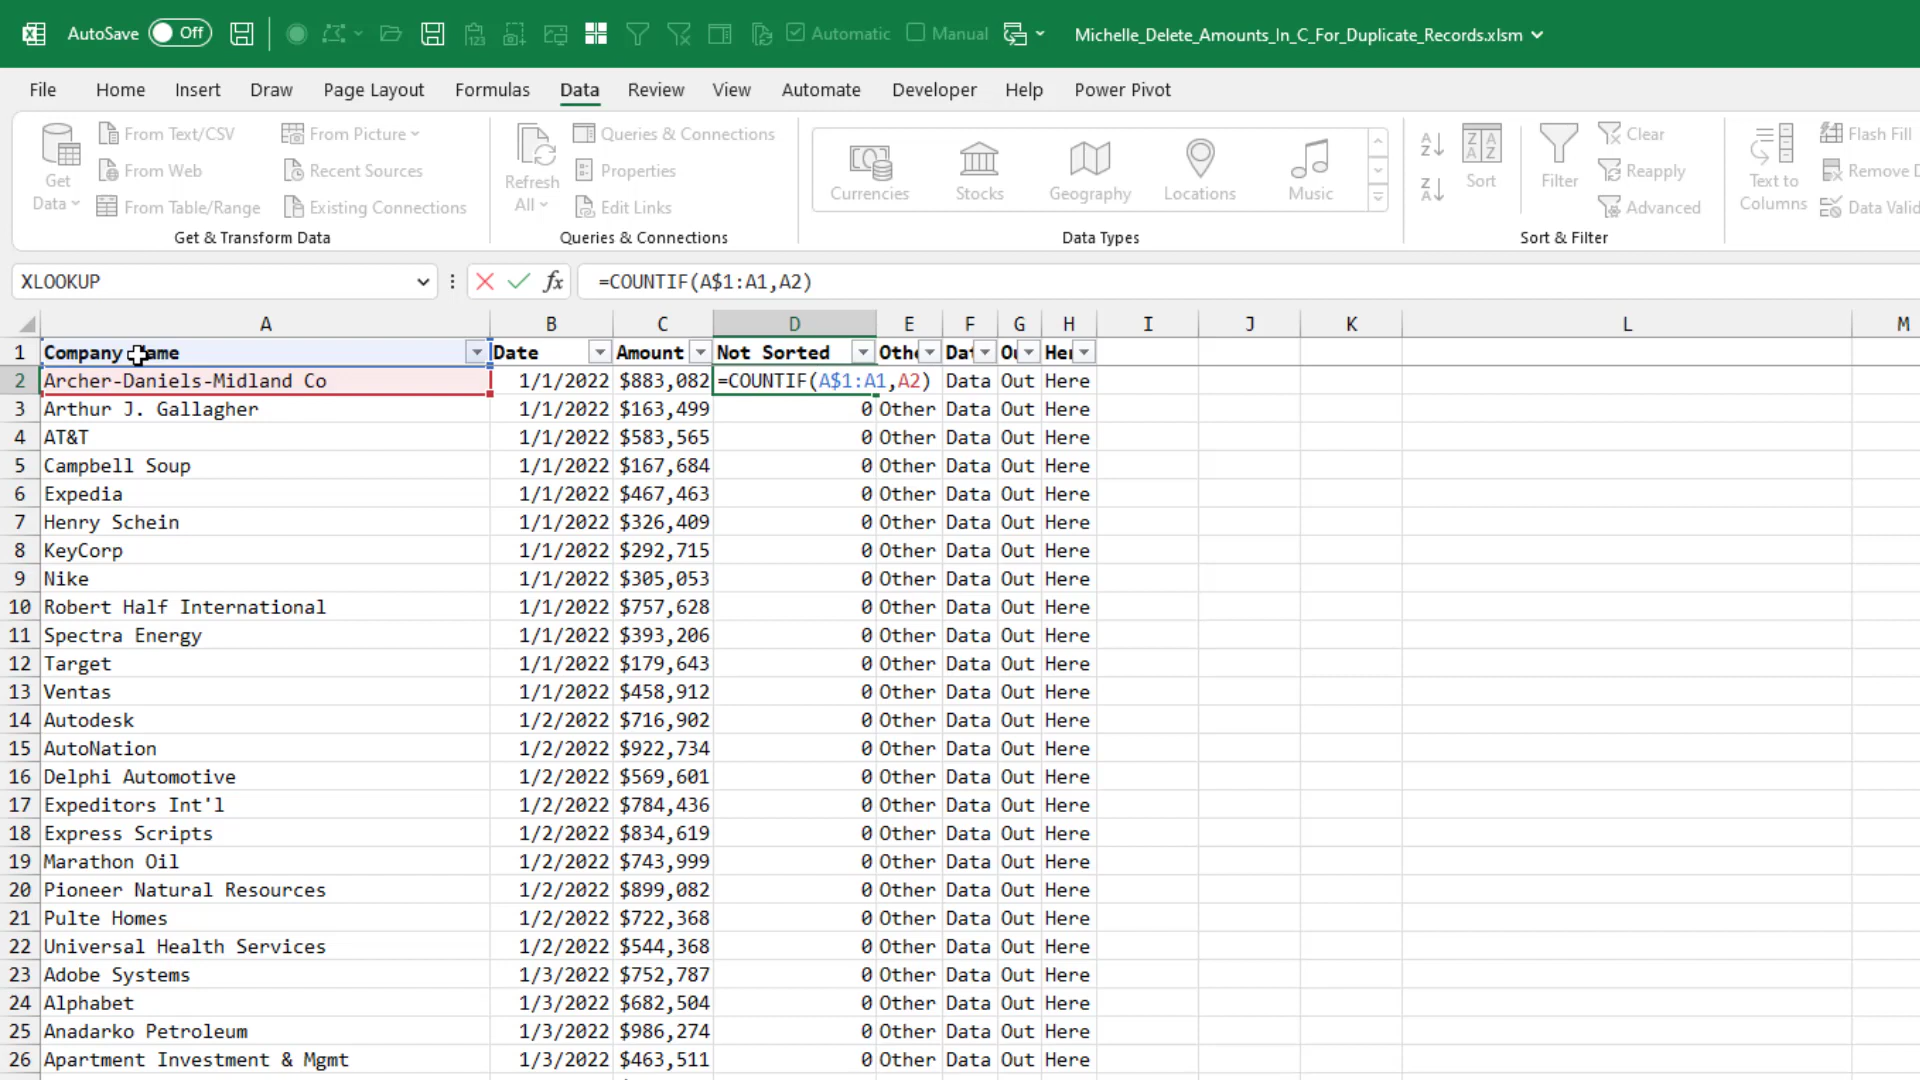 AutoSave Off Automatic Manual Michelle_Delete_Amounts_In_C_For_Duplicate_Records.xlsm
File Home Insert Draw Page Layout Formulas Data Review View Automate Developer Help Power Pivot
Get Data
From Text/CSV
From Web
From Table/Range
From Picture
Recent Sources
Existing Connections
Get & Transform Data
Refresh All
Queries & Connections
Properties
Edit Links
Queries & Connections
Currencies Stocks Geography Locations Music
Data Types
Sort
Filter
Clear
Reapply
Advanced
Sort & Filter
Text to Columns
Flash Fill
Remove D
Data Valid
XLOOKUP fx =COUNTIF(A$1:A1,A2)
A B C D E F G H I J K L M
1 Company Name Date Amount Not Sorted Othe Dat Ou Her
2 Archer-Daniels-Midland Co 1/1/2022 $883,082 =COUNTIF(A$1:A1,A2) Data Out Here
3 Arthur J. Gallagher 1/1/2022 $163,499 0 Other Data Out Here
4 AT&T 1/1/2022 $583,565 0 Other Data Out Here
5 Campbell Soup 1/1/2022 $167,684 0 Other Data Out Here
6 Expedia 1/1/2022 $467,463 0 Other Data Out Here
7 Henry Schein 1/1/2022 $326,409 0 Other Data Out Here
8 KeyCorp 1/1/2022 $292,715 0 Other Data Out Here
9 Nike 1/1/2022 $305,053 0 Other Data Out Here
10 Robert Half International 1/1/2022 $757,628 0 Other Data Out Here
11 Spectra Energy 1/1/2022 $393,206 0 Other Data Out Here
12 Target 1/1/2022 $179,643 0 Other Data Out Here
13 Ventas 1/1/2022 $458,912 0 Other Data Out Here
14 Autodesk 1/2/2022 $716,902 0 Other Data Out Here
15 AutoNation 1/2/2022 $922,734 0 Other Data Out Here
16 Delphi Automotive 1/2/2022 $569,601 0 Other Data Out Here
17 Expeditors Int'l 1/2/2022 $784,436 0 Other Data Out Here
18 Express Scripts 1/2/2022 $834,619 0 Other Data Out Here
19 Marathon Oil 1/2/2022 $743,999 0 Other Data Out Here
20 Pioneer Natural Resources 1/2/2022 $899,082 0 Other Data Out Here
21 Pulte Homes 1/2/2022 $722,368 0 Other Data Out Here
22 Universal Health Services 1/2/2022 $544,368 0 Other Data Out Here
23 Adobe Systems 1/3/2022 $752,787 0 Other Data Out Here
24 Alphabet 1/3/2022 $682,504 0 Other Data Out Here
25 Anadarko Petroleum 1/3/2022 $986,274 0 Other Data Out Here
26 Apartment Investment & Mgmt 1/3/2022 $463,511 0 Other Data Out Here